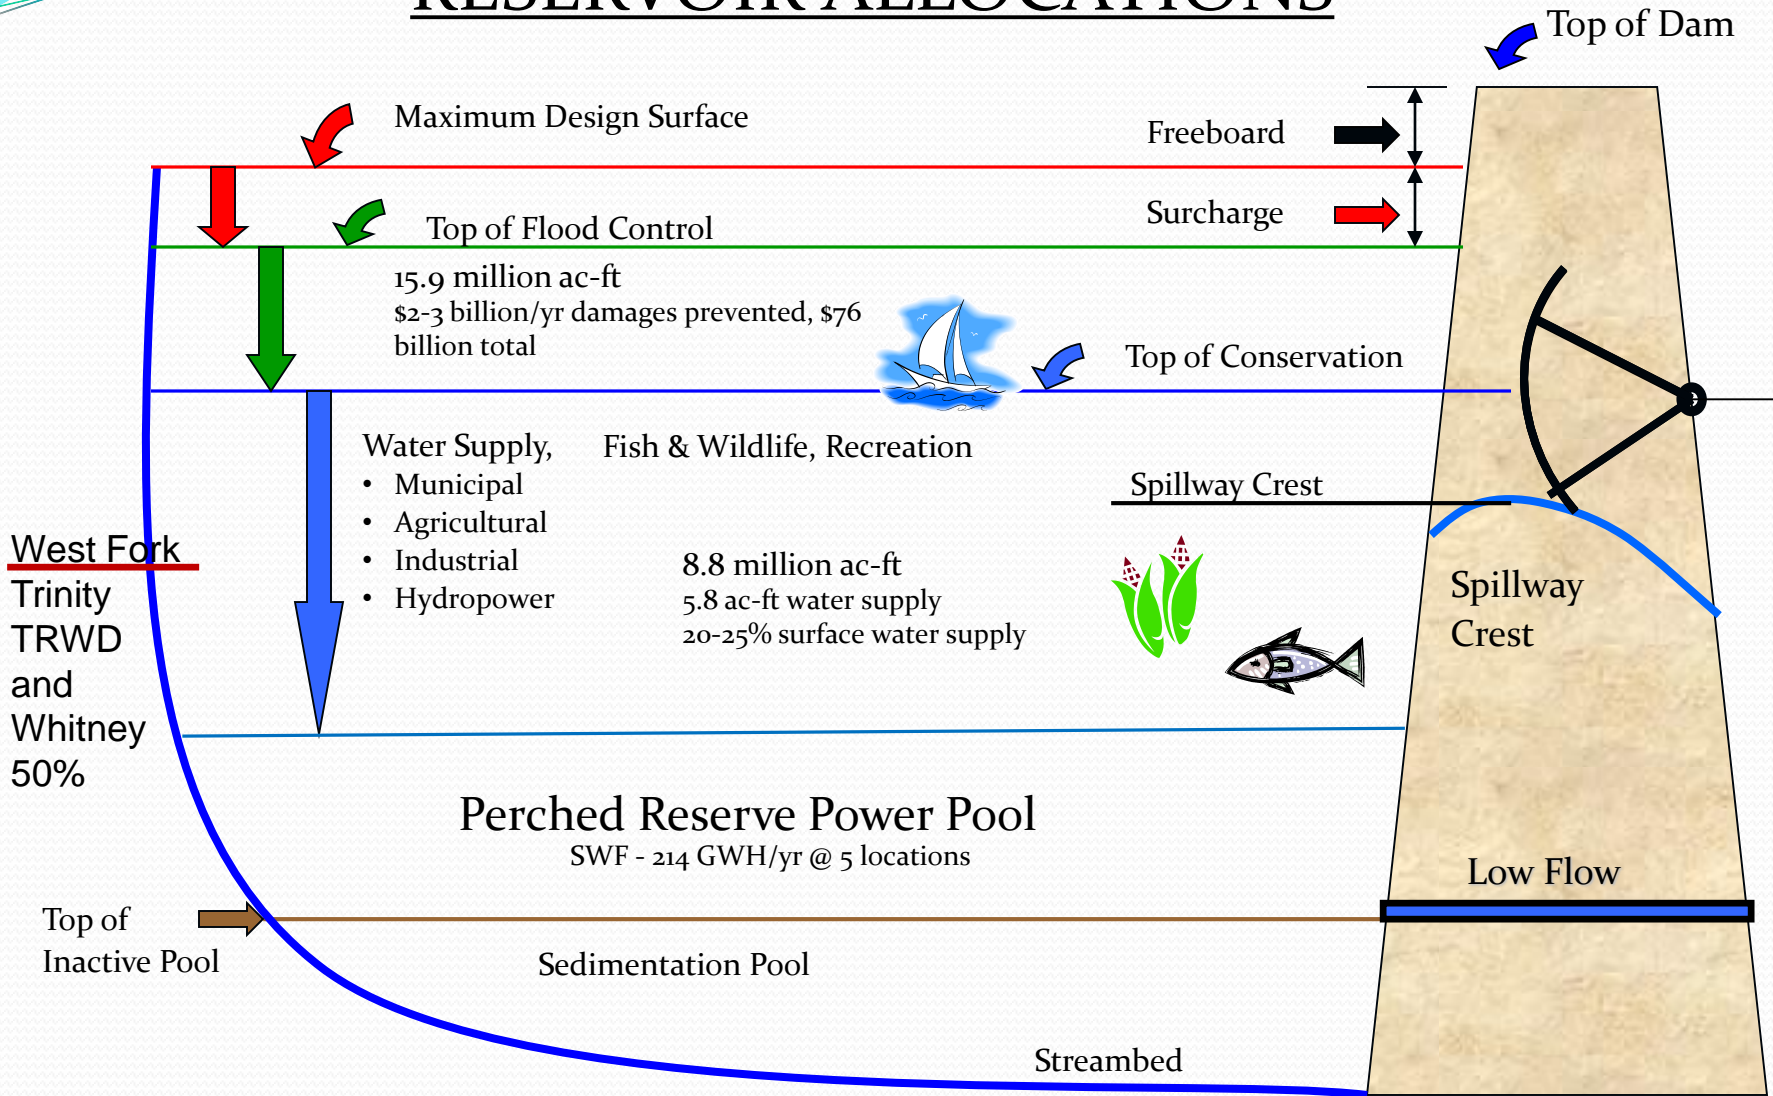 RESERVOIR ALLOCATIONS
Top of Dam
Maximum Design Surface
Freeboard
Surcharge
Top of Flood Control
15.9 million ac-ft
$2-3 billion/yr damages prevented, $76
billion total
Top of Conservation
Water Supply,
Fish & Wildlife, Recreation
• Municipal
• Agricultural
• Industrial
• Hydropower
Spillway Crest
8.8 million ac-ft
5.8 ac-ft water supply
20-25% surface water supply
Spillway
Crest
West Fork
Trinity
TRWD
and
Whitney
50%
Perched Reserve Power Pool
SWF - 214 GWH/yr @ 5 locations
Low Flow
Top of
Inactive Pool
Sedimentation Pool
Streambed